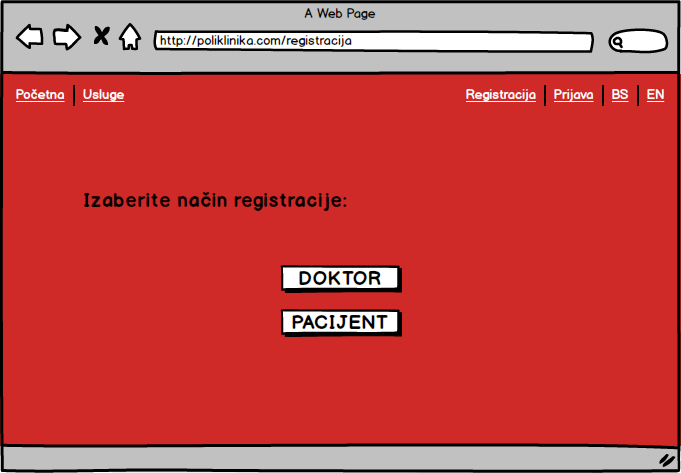 A Web Page
http://poliklinika.com/registracija
Početna Usluge Registracija Prijava BS EN
Izaberite način registracije:
DOKTOR
PACIJENT